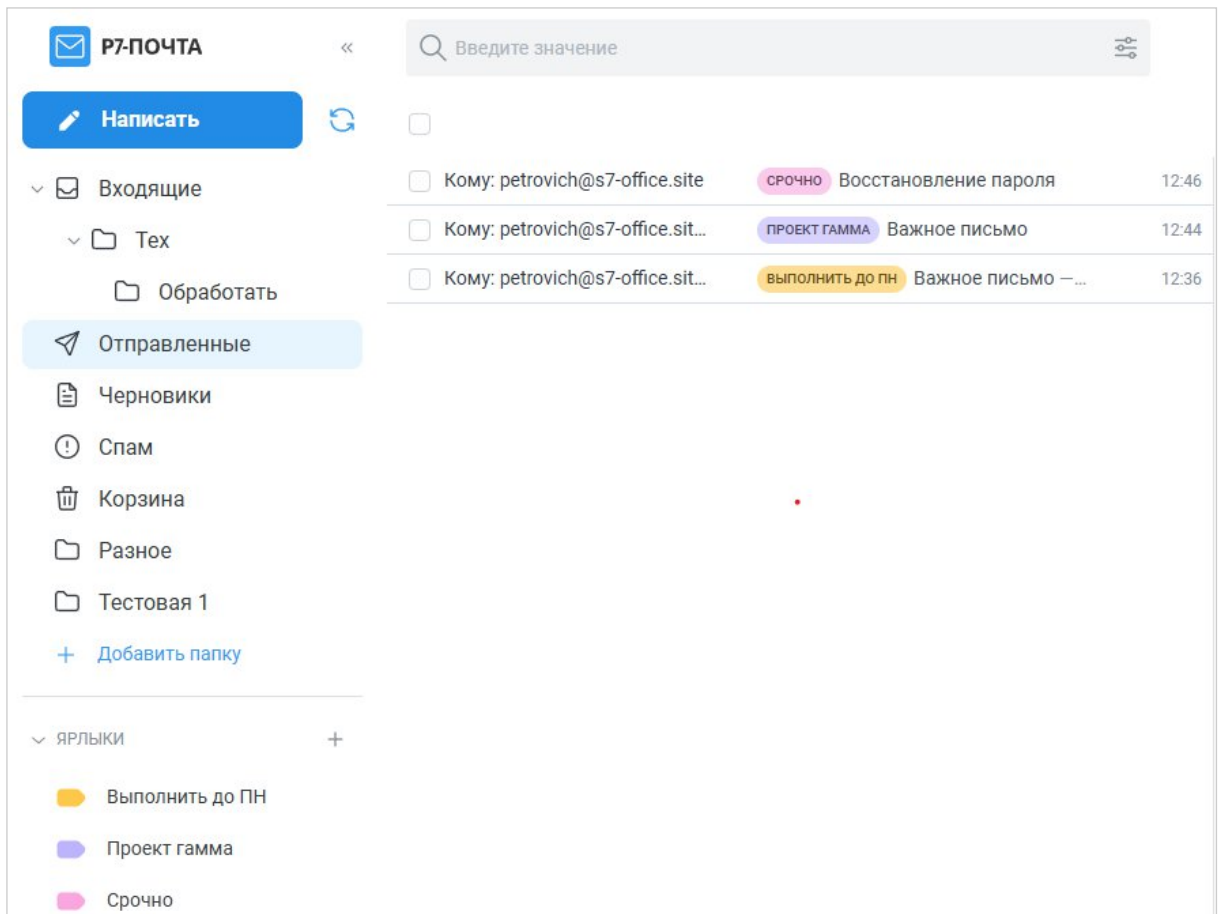 Р7-ПОЧТА
Введите значение
Написать
Входящие
Тех
Обработать
Отправленные
Черновики
Спам
Корзина
Разное
Тестовая 1
Добавить папку
ЯРЛЫКИ
Выполнить до ПН
Проект гамма
Срочно
Кому: petrovich@s7-office.site СРОЧНО Восстановление пароля 12:46
Кому: petrovich@s7-office.sit... ПРОЕКТ ГАММА Важное письмо 12:44
Кому: petrovich@s7-office.sit... ВЫПОЛНИТЬ ДО ПН Важное письмо —... 12:36